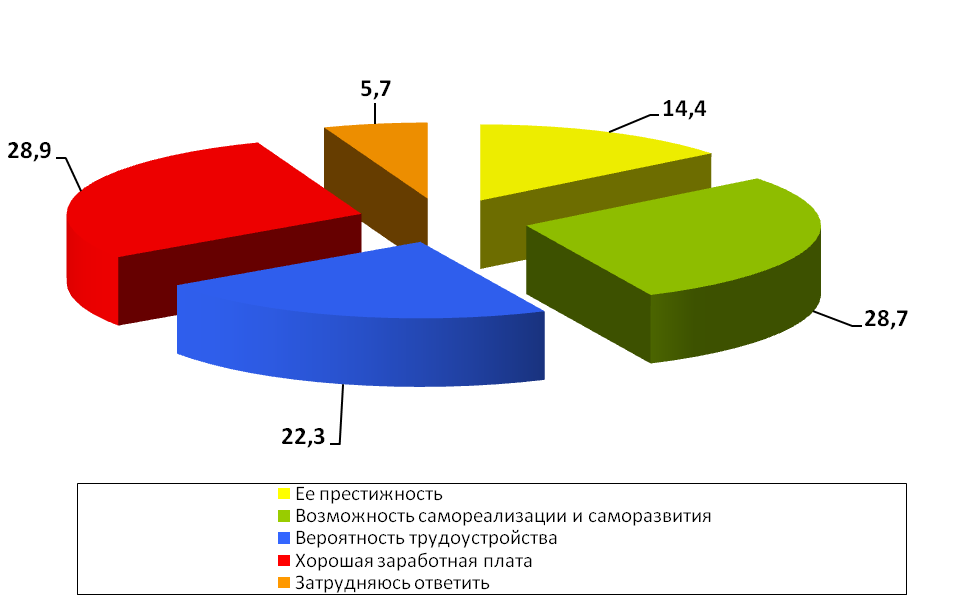 5,7
14,4
28,9
28,7
22,3
Ее престижность
Возможность самореализации и саморазвития
Вероятность трудоустройства
Хорошая заработная плата
Затрудняюсь ответить